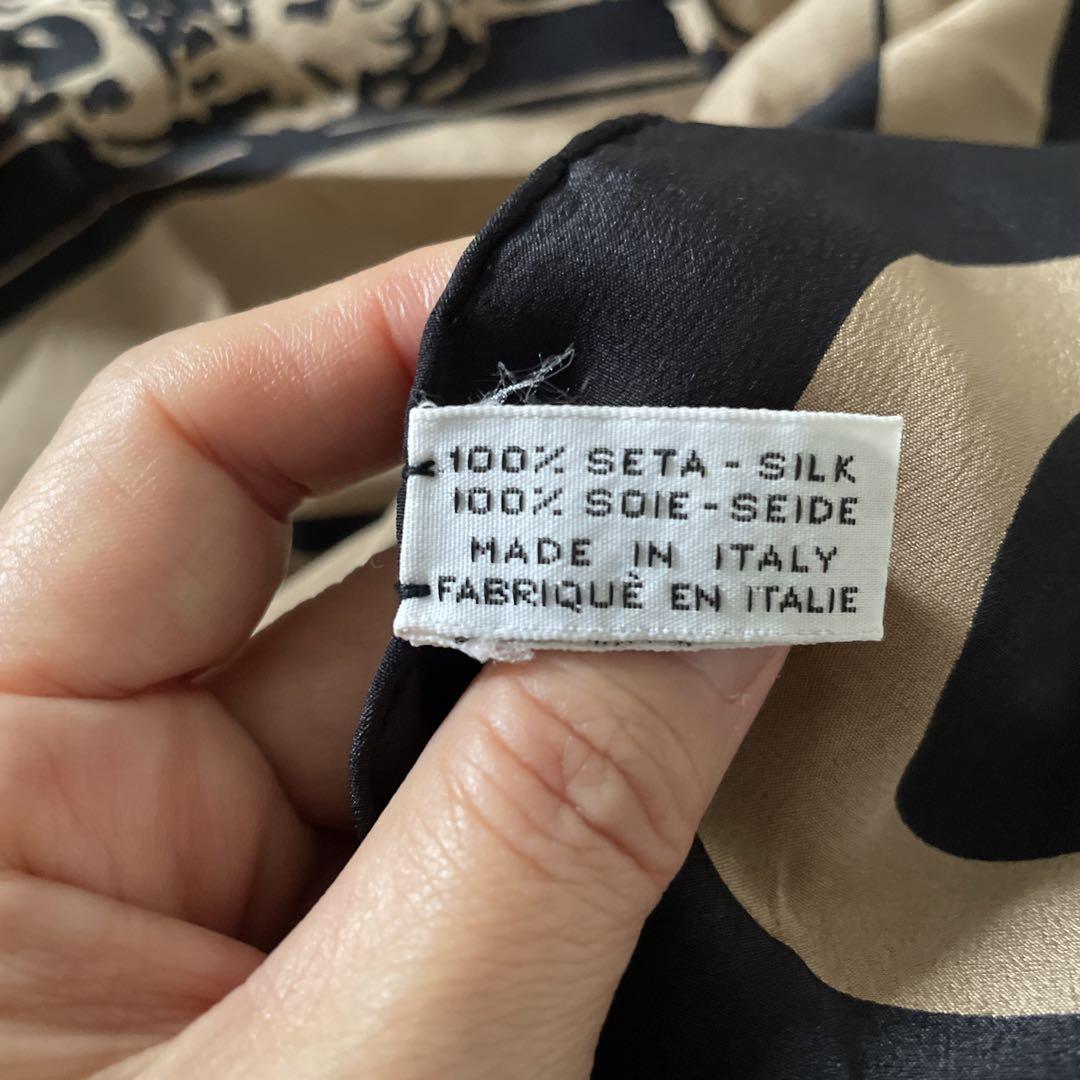 100% SETA - SILK
100% SOIE - SEIDE
MADE IN ITALY
FABRIQUÈ EN ITALIE